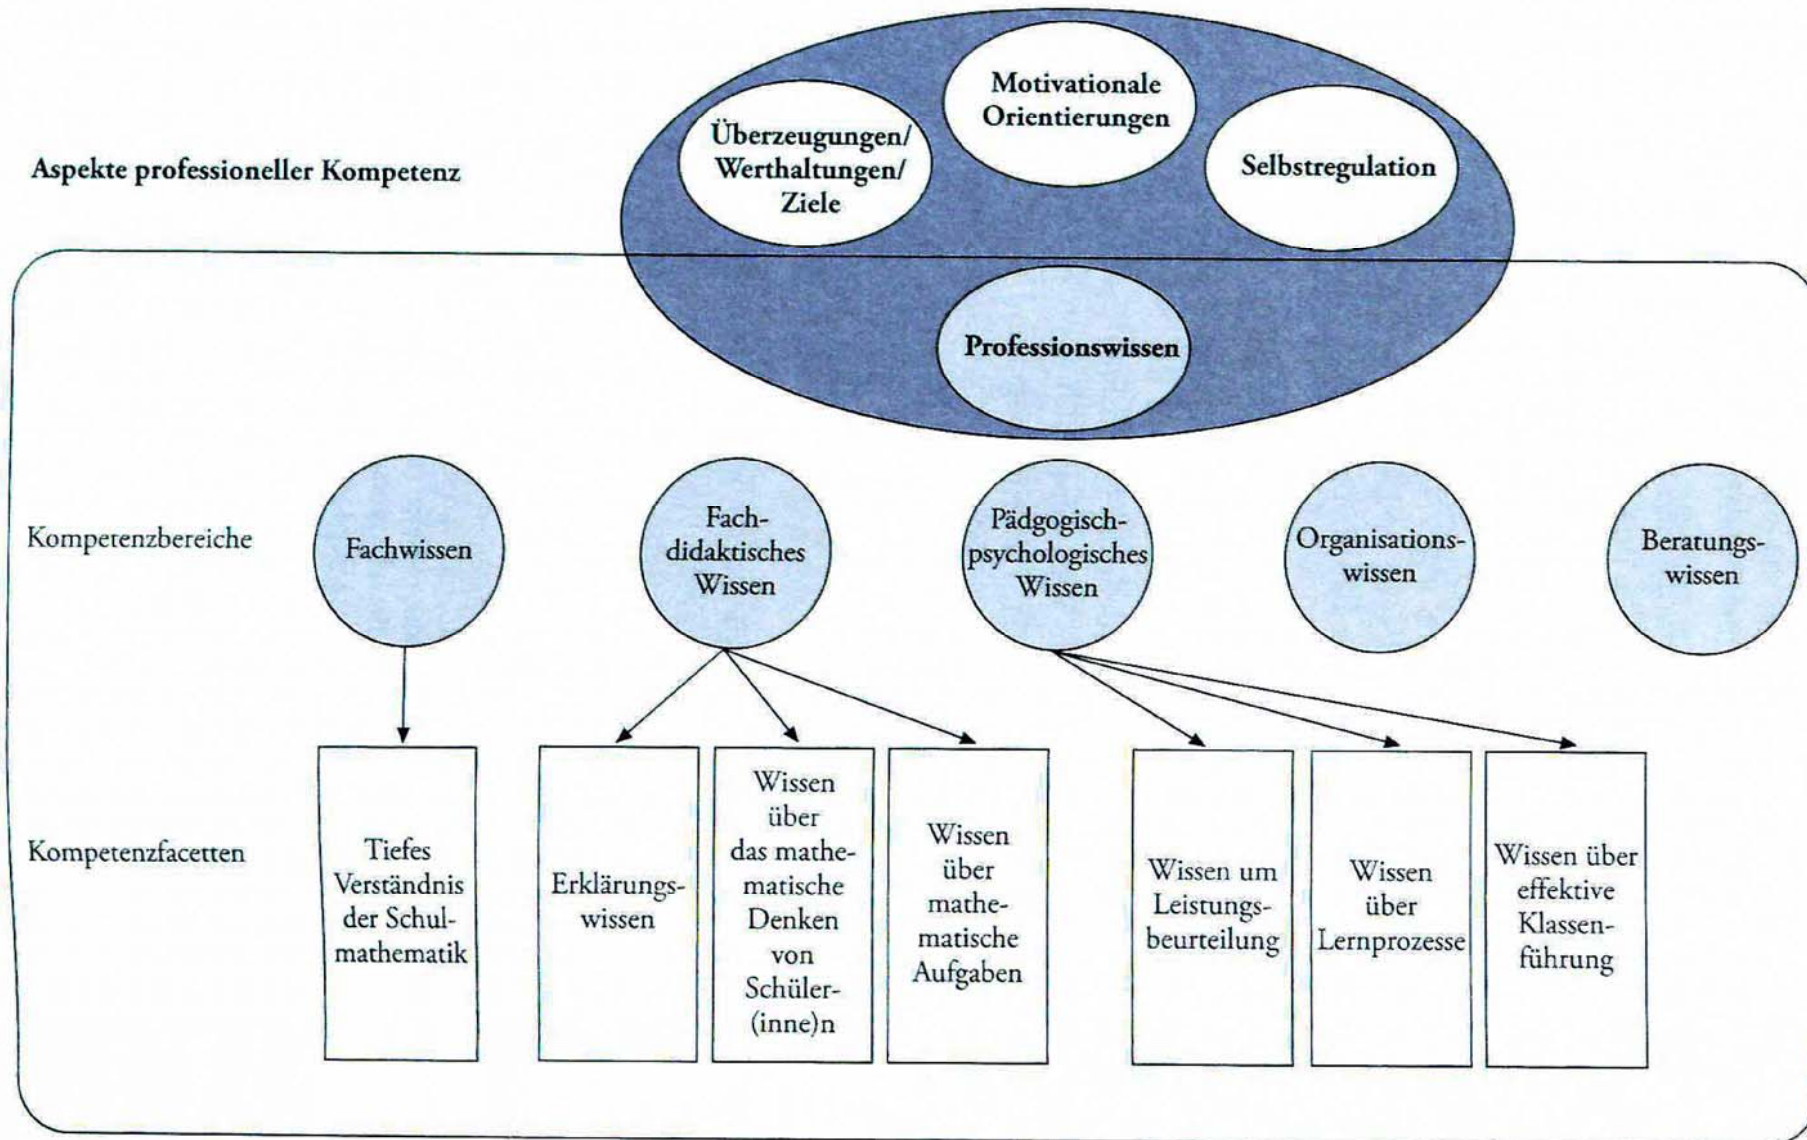 Motivationale
Orientierungen
Überzeugungen/
Werthaltungen/
Ziele
Selbstregulation
Aspekte professioneller Kompetenz
Professionswissen
Kompetenzbereiche
Fachwissen
Fach-
didaktisches
Wissen
Pädgogisch-
psychologisches
Wissen
Organisations-
wissen
Beratungs-
wissen
Kompetenzfacetten
Tiefes
Verständnis
der Schul-
mathematik
Erklärungs-
wissen
Wissen
über
das mathe-
matische
Denken
von
Schüler-
(inne)n
Wissen
über
mathe-
matische
Aufgaben
Wissen um
Leistungs-
beurteilung
Wissen
über
Lernprozesse
Wissen über
effektive
Klassen-
führung